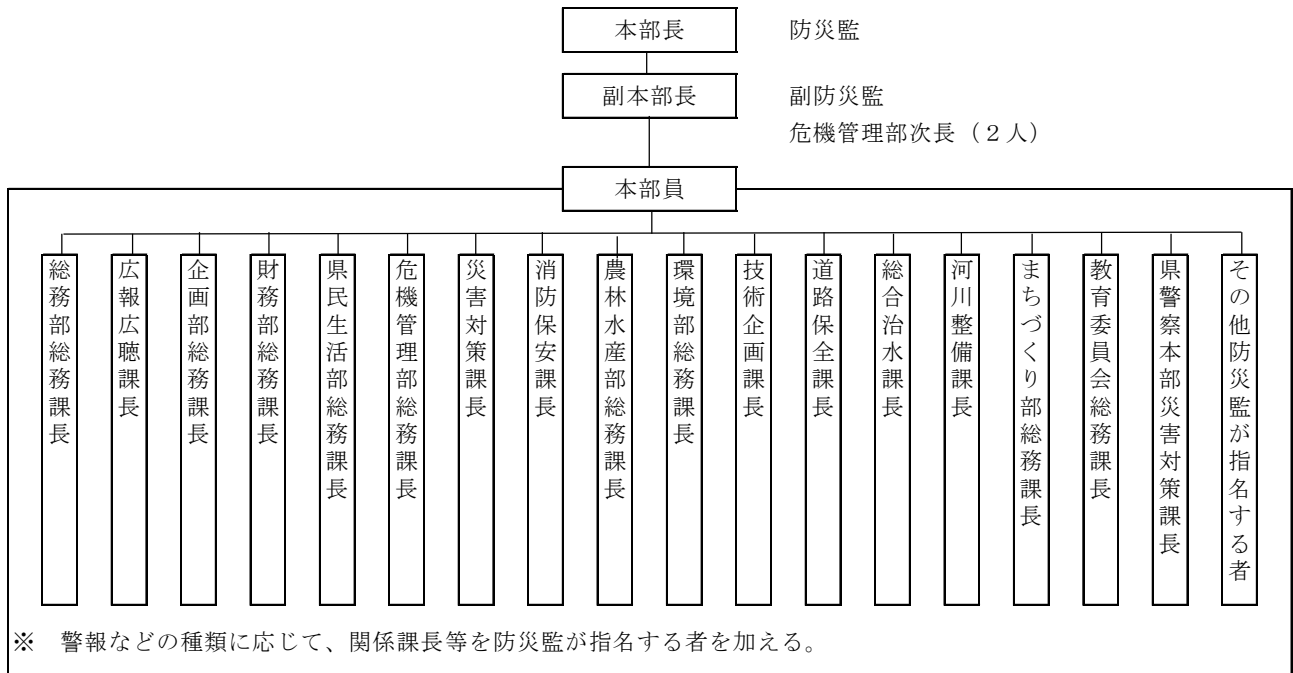 本部長
防災監
副本部長
副防災監
危機管理部次長(2人)
本部員
総務部総務課長
広報広聴課長
企画部総務課長
財務部総務課長
県民生活部総務課長
危機管理部総務課長
災害対策課長
消防保安課長
農林水産部総務課長
環境部総務課長
技術企画課長
道路保全課長
総合治水課長
河川整備課長
まちづくり部総務課長
教育委員会総務課長
県警察本部災害対策課長
その他防災監が指名する者
※ 警報などの種類に応じて、関係課長等を防災監が指名する者を加える。